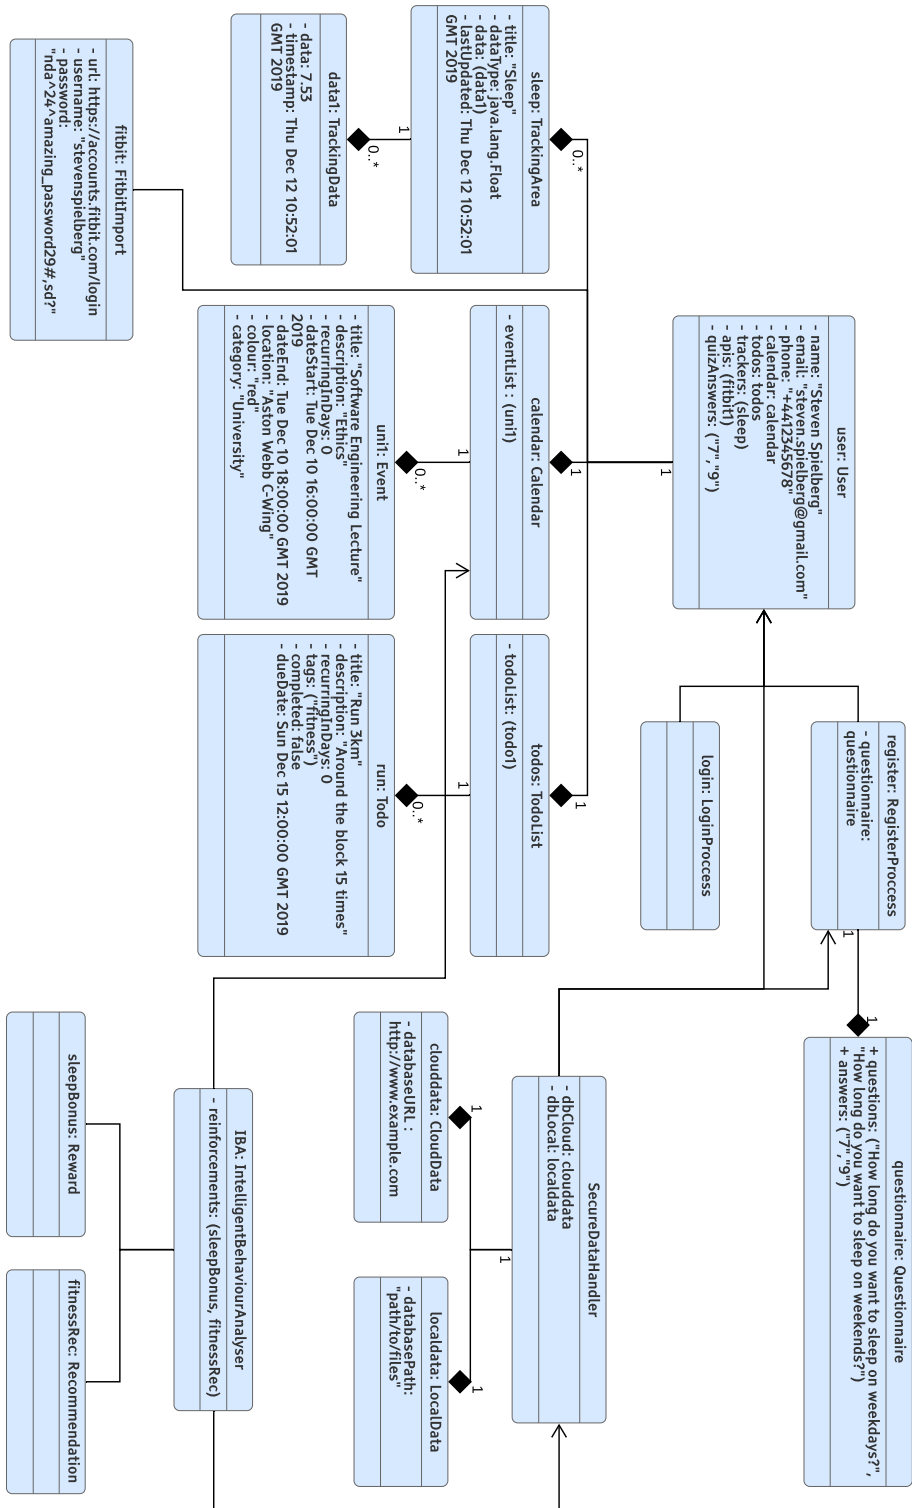 user: User
- name: "Steven Spielberg"
- email: "steven.spielberg@gmail.com"
- phone: "+4412345678"
- calendar: calendar
- todos: todos
- trackers: (sleep)
- apis: (fitbit1)
- quizAnswers: ("7","9")
1
register: RegisterProccess
- questionnaire:
questionnaire
1
login: LoginProccess
questionnaire: Questionnaire
+ questions: ("How long do you want to sleep on weekdays?",
"How long do you want to sleep on weekends?")
+ answers: ("7","9")
1
sleep: TrackingArea
- title: "Sleep"
- dataType: java.lang.Float
- data: (data1)
- lastUpdated: Thu Dec 12 10:52:01
GMT 2019
0..*
1
calendar: Calendar
- eventList : (uni1)
1
1
todos: TodoList
- todoList: (todo1)
1
1
SecureDataHandler
- dbCloud: clouddata
- dbLocal: localdata
1
data1: TrackingData
- data: 7.53
- timestamp: Thu Dec 12 10:52:01
GMT 2019
0..*
uni1: Event
- title: "Software Engineering Lecture"
- description: "Ethics"
- recurringInDays: 0
- dateStart: Tue Dec 10 16:00:00 GMT
2019
- dateEnd: Tue Dec 10 18:00:00 GMT 2019
- location: "Aston Webb C-Wing"
- colour: "red"
- category: "University"
0..*
run: Todo
- title: "Run 3km"
- description: "Around the block 15 times"
- recurringInDays: 0
- tags: ("fitness")
- completed: false
- dueDate: Sun Dec 15 12:00:00 GMT 2019
0..*
clouddata: CloudData
- databaseURL :
http://www.example.com
1
localdata: LocalData
- databasePath:
"path/to/files"
1
fitbit: FitbitImport
- url: https://accounts.fitbit.com/login
- username: "stevenspielberg"
- password:
"nda^24^amazing_password29#,sd?"
IBA: IntelligentBehaviourAnalyser
- reinforcements: (sleepBonus, fitnessRec)
sleepBonus: Reward
fitnessRec: Recommendation